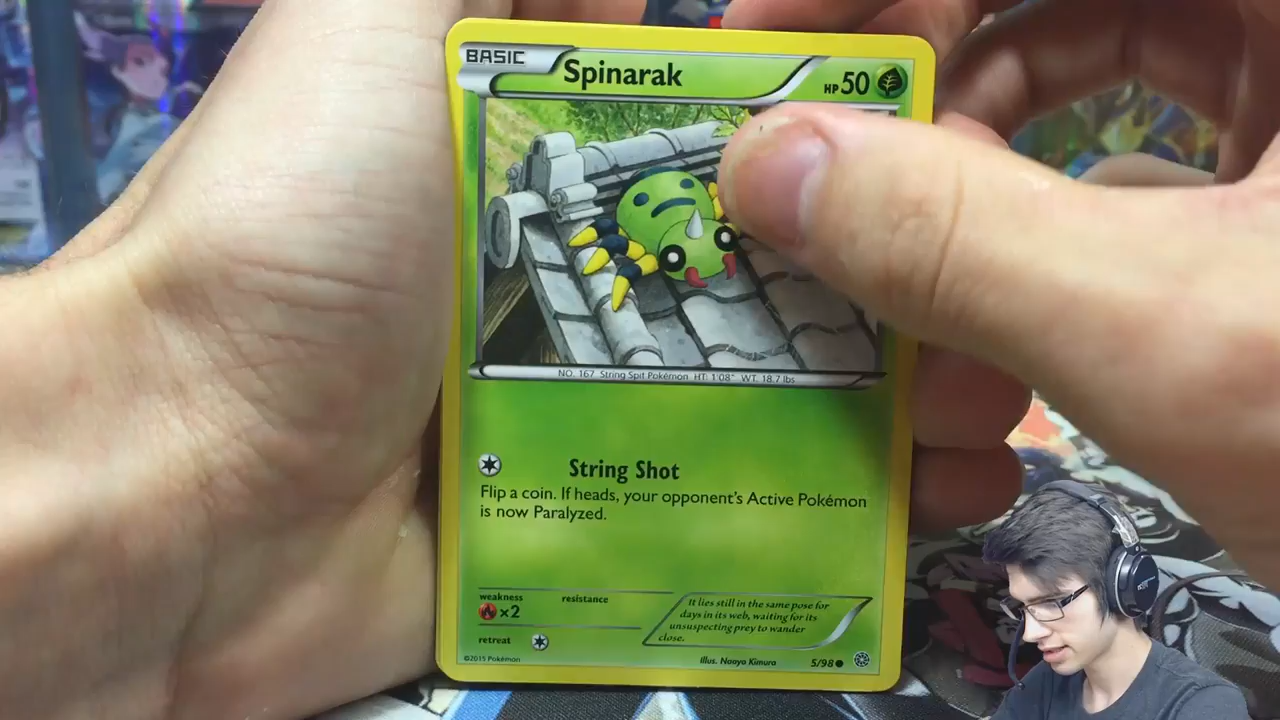 BASIC
Spinarak
HP50
NO. 167 String Spit Pokémon HT: 1'08" WT. 18.7 lbs
String Shot
Flip a coin. If heads, your opponent's Active Pokémon
is now Paralyzed.
weakness
×2
resistance
retreat
It lies still in the same pose for
days in its web, waiting for its
unsuspecting prey to wander
close.
©2015 Pokémon
Illus. Naoyo Kimura
5/98